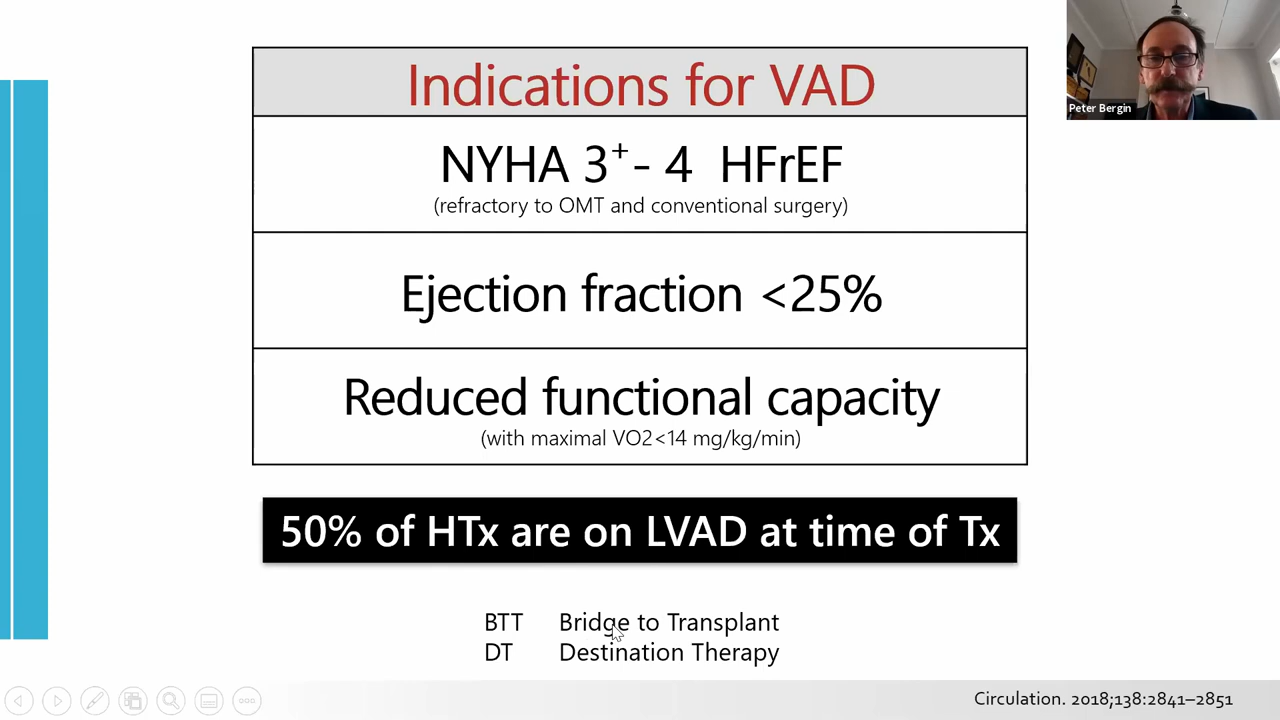 Indications for VAD
NYHA 3+- 4 HFrEF
(refractory to OMT and conventional surgery)
Ejection fraction <25%
Reduced functional capacity
(with maximal VO2<14 mg/kg/min)
50% of HTx are on LVAD at time of Tx
BTT Bridge to Transplant
DT Destination Therapy
Circulation. 2018;138:2841–2851
Peter Bergin